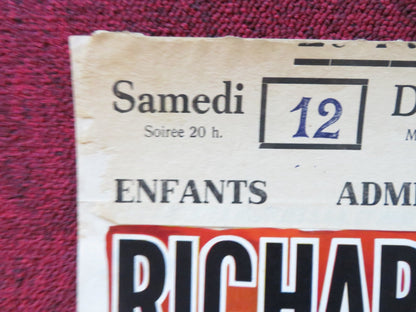 Samedi 12 D
Soirée 20 h. M
ENFANTS ADM
RICHAR